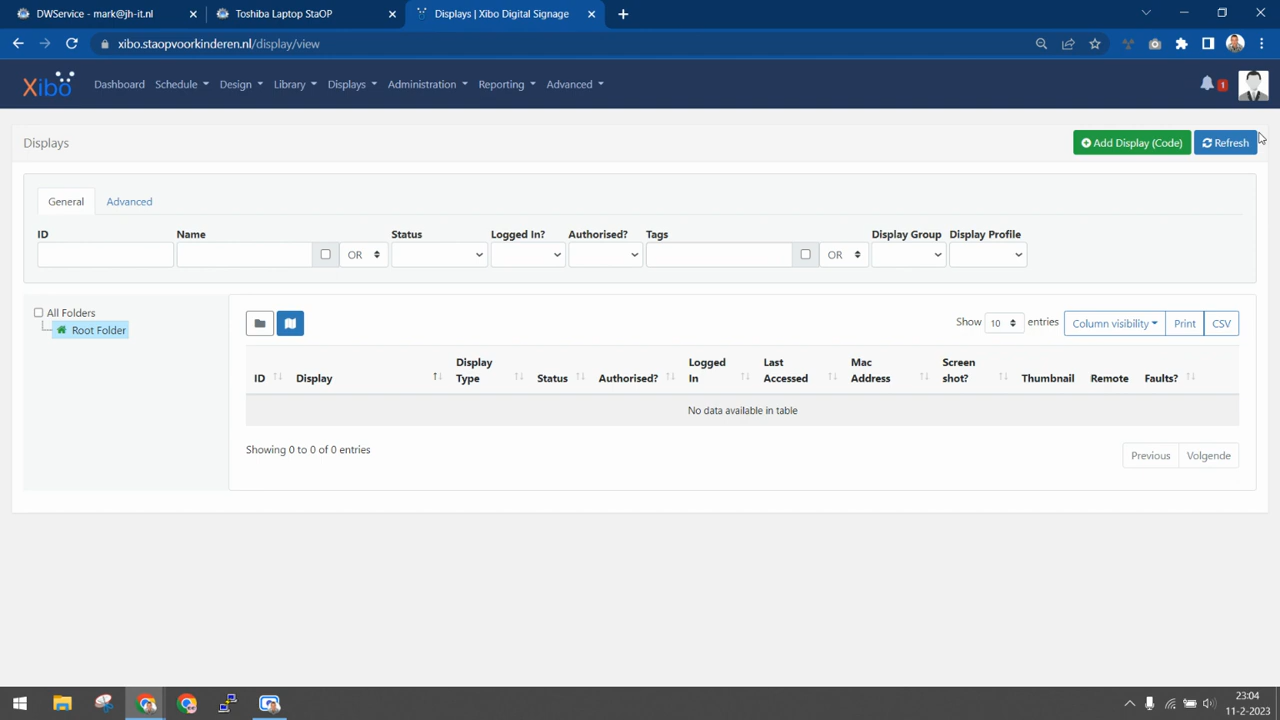 DWService - mark@jh-it.nl
Toshiba Laptop StaOP
Displays | Xibo Digital Signage
xibo.staopvoorkinderen.nl/display/view
Xibo
Dashboard
Schedule
Design
Library
Displays
Administration
Reporting
Advanced
1
Displays
Add Display (Code)
Refresh
General
Advanced
ID
Name
Status
Logged In?
Authorised?
Tags
Display Group
Display Profile
OR
OR
All Folders
Root Folder
Show 10 entries
Column visibility
Print
CSV
ID
Display
Display Type
Status
Authorised?
Logged In
Last Accessed
Mac Address
Screen shot?
Thumbnail
Remote
Faults?
No data available in table
Showing 0 to 0 of 0 entries
Previous
Volgende
23:04
11-2-2023